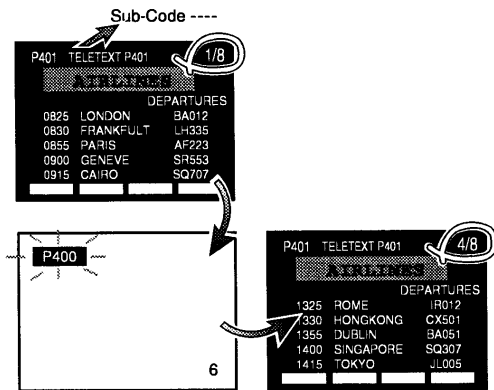 Sub-Code ----
P401 TELETEXT P401 1/8
AIRLINES
DEPARTURES
0825 LONDON BA012
0830 FRANKFULT LH335
0855 PARIS AF223
0900 GENEVE SR553
0915 CAIRO SQ707
P400
6
P401 TELETEXT P401 4/8
AIRLINES
DEPARTURES
1325 ROME IR012
1330 HONGKONG CX501
1355 DUBLIN BA051
1400 SINGAPORE SQ307
1415 TOKYO JL005